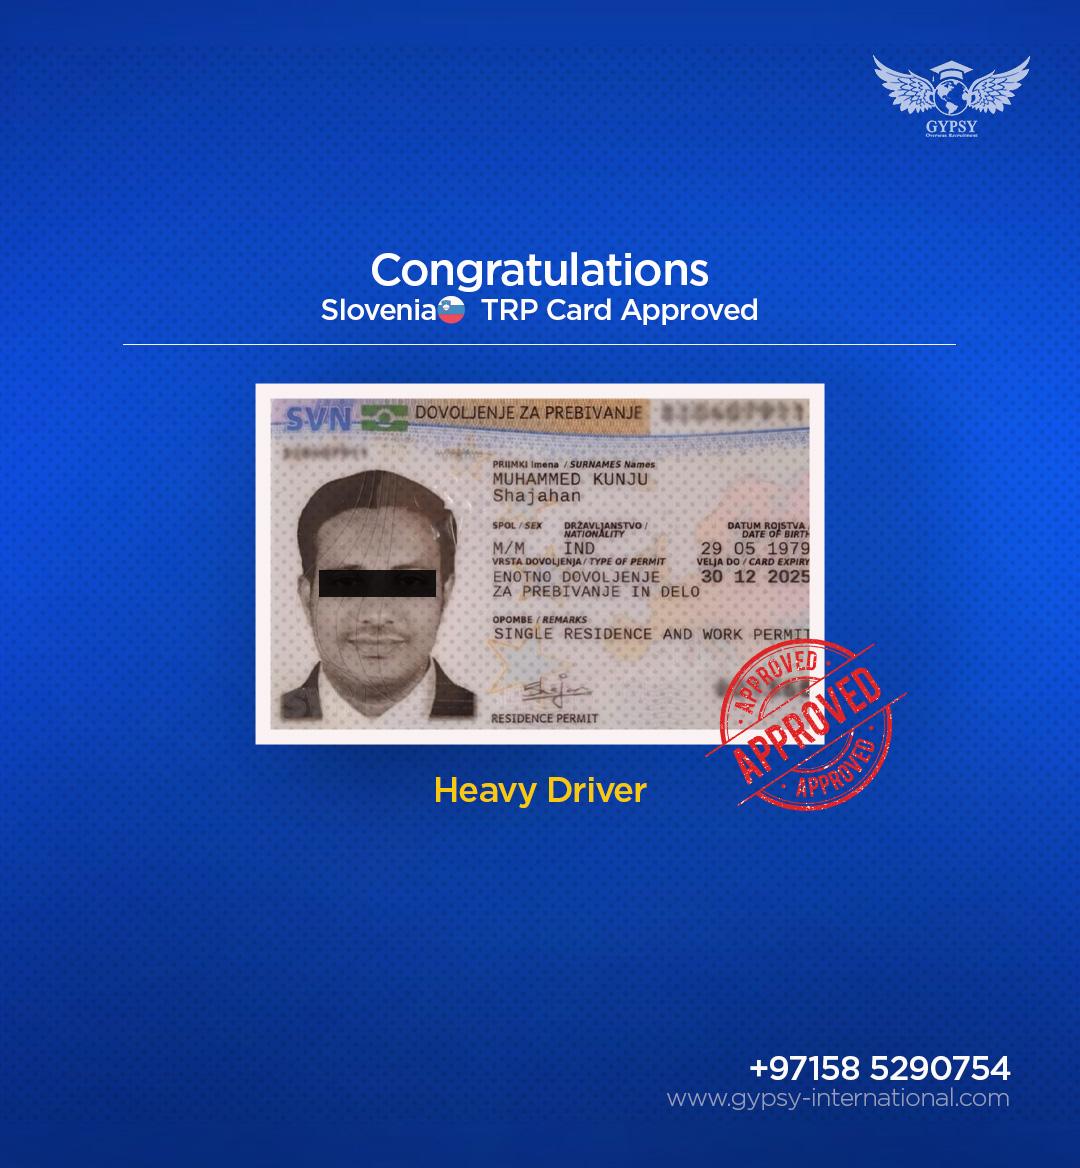 GYPSY
Overseas Recruitment
Congratulations
Slovenia TRP Card Approved
SVN DOVOLJENJE ZA PREBIVANJE
PRIIMKI Imena / SURNAMES Names
MUHAMMED KUNJU
Shajahan
SPOL / SEX DRŽAVLJANSTVO / NATIONALITY DATUM ROJSTVA / DATE OF BIRTH
M/M IND 29 05 1979
VRSTA DOVOLJENJA / TYPE OF PERMIT VELJA DO / CARD EXPIRY
ENOTNO DOVOLJENJE 30 12 2025
ZA PREBIVANJE IN DELO
OPOMBE / REMARKS
SINGLE RESIDENCE AND WORK PERMIT
RESIDENCE PERMIT
APPROVED
APPROVED
APPROVED
Heavy Driver
+97158 5290754
www.gypsy-international.com